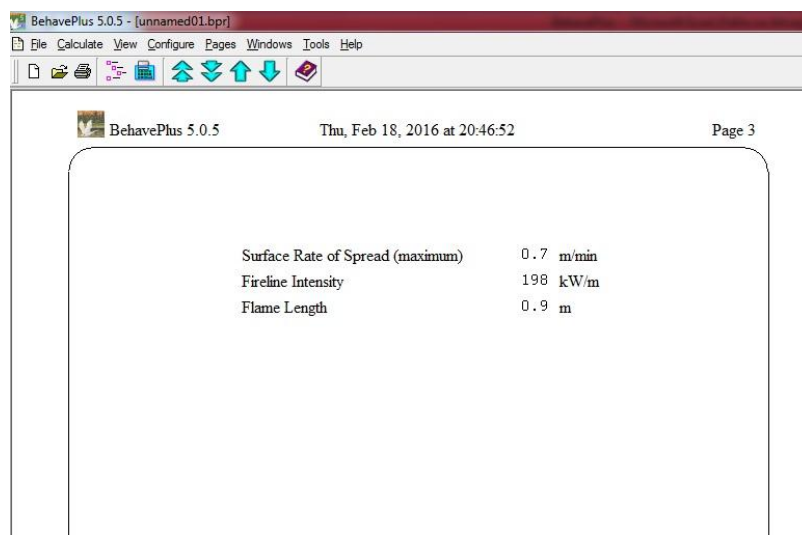 BehavePlus 5.0.5 - [unnamed01.bpr]
File Calculate View Configure Pages Windows Tools Help
BehavePlus 5.0.5 Thu, Feb 18, 2016 at 20:46:52 Page 3
Surface Rate of Spread (maximum) 0.7 m/min
Fireline Intensity 198 kW/m
Flame Length 0.9 m